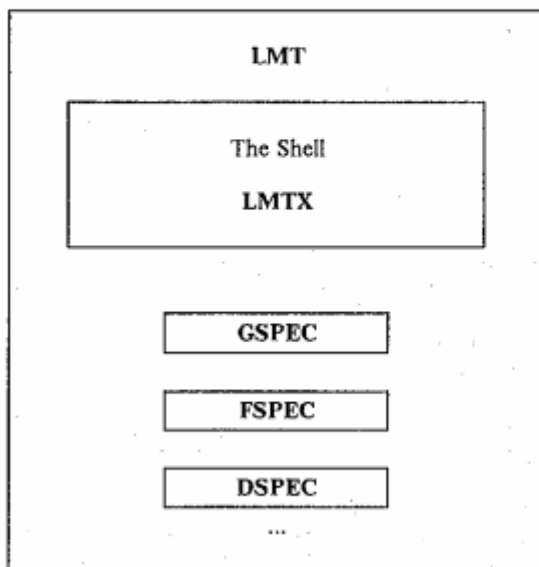 LMT
The Shell
LMTX
GSPEC
FSPEC
DSPEC
...